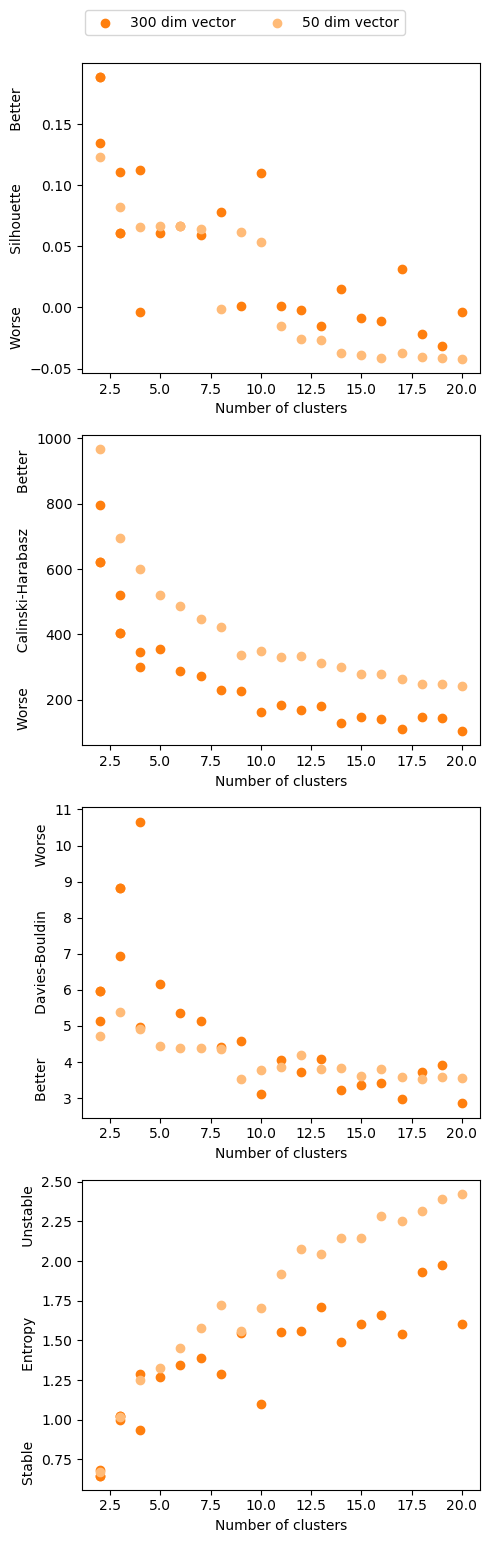 300 dim vector 50 dim vector
Better
Silhouette
Worse
0.15
0.10
0.05
0.00
−0.05
2.5 5.0 7.5 10.0 12.5 15.0 17.5 20.0
Number of clusters
Better
Calinski-Harabasz
Worse
1000
800
600
400
200
2.5 5.0 7.5 10.0 12.5 15.0 17.5 20.0
Number of clusters
Worse
Davies-Bouldin
Better
11
10
9
8
7
6
5
4
3
2.5 5.0 7.5 10.0 12.5 15.0 17.5 20.0
Number of clusters
Unstable
Entropy
Stable
2.50
2.25
2.00
1.75
1.50
1.25
1.00
0.75
2.5 5.0 7.5 10.0 12.5 15.0 17.5 20.0
Number of clusters